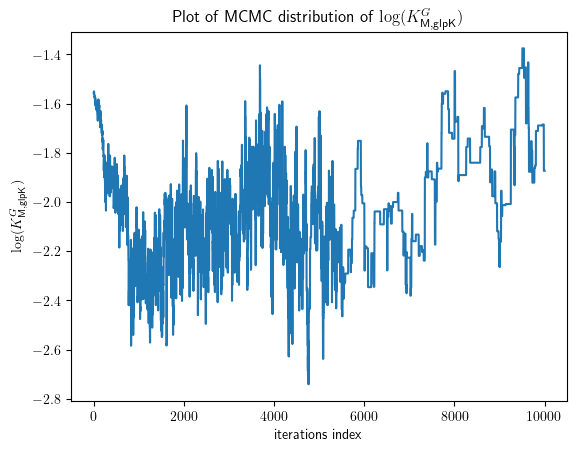 Plot of MCMC distribution of log(K^G_M,glpK)
log(K^G_M,glpK)
−1.4
−1.6
−1.8
−2.0
−2.2
−2.4
−2.6
−2.8
0 2000 4000 6000 8000 10000
iterations index